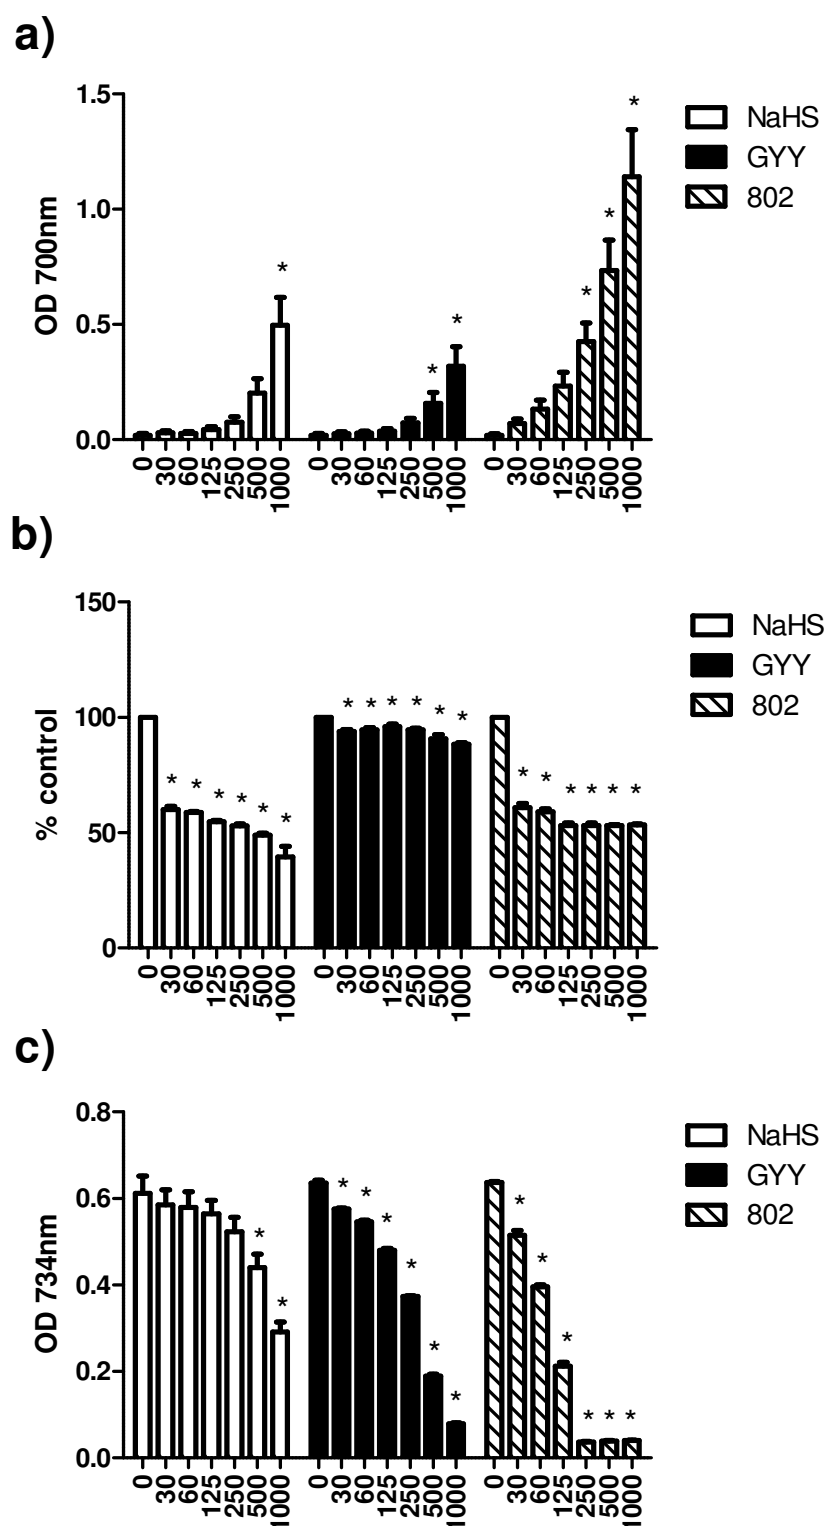 a)
1.5
1.0
0.5
0.0
OD 700nm
* * * * * *
0 30 60 125 250 500 1000 0 30 60 125 250 500 1000 0 30 60 125 250 500 1000
NaHS
GYY
802
b)
150
100
50
0
% control
* * * * * * * * * * * * * * * * * *
0 30 60 125 250 500 1000 0 30 60 125 250 500 1000 0 30 60 125 250 500 1000
NaHS
GYY
802
c)
0.8
0.6
0.4
0.2
0.0
OD 734nm
* * * * * * * * * * * * * *
0 30 60 125 250 500 1000 0 30 60 125 250 500 1000 0 30 60 125 250 500 1000
NaHS
GYY
802